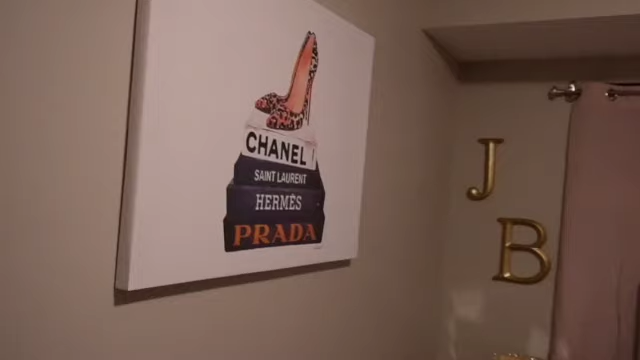 CHANEL
SAINT LAURENT
HERMÈS
PRADA
J
B